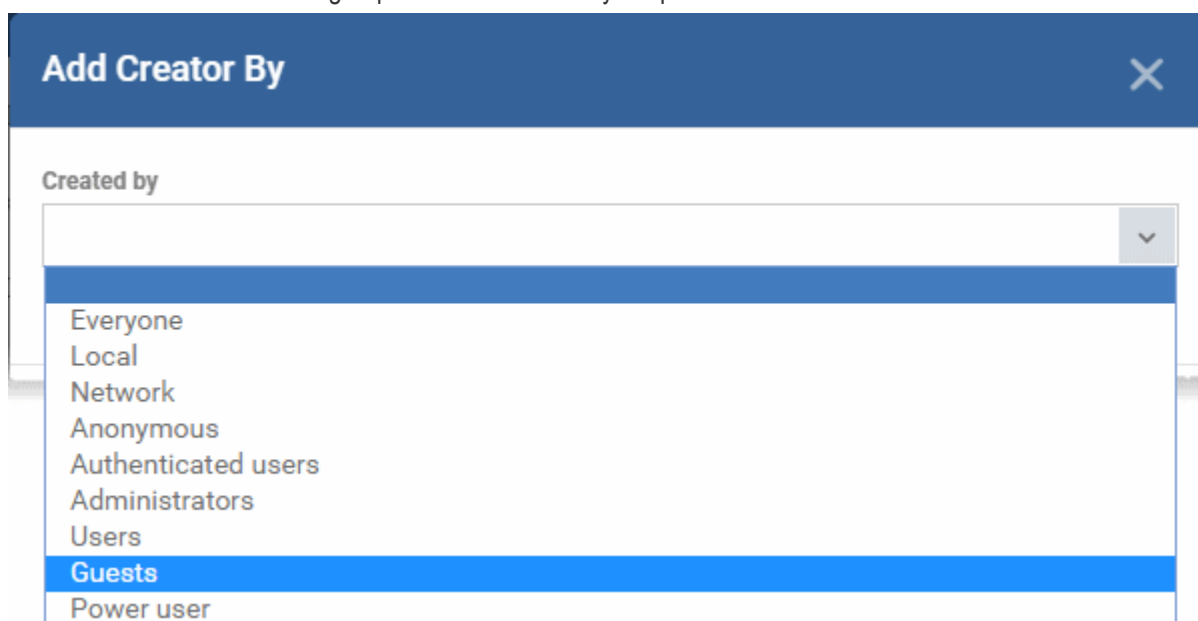 Add Creator By
Created by
Everyone
Local
Network
Anonymous
Authenticated users
Administrators
Users
Guests
Power user